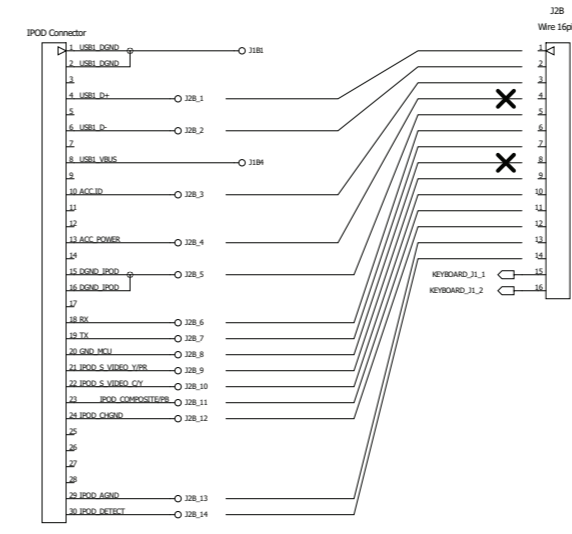 J2B
Wire 16pi
IPOD Connector
1 USB1_DGND J1B1 1
2 USB1_DGND 2
3 3
4 USB1_D+ J2B_1 4
5 5
6 USB1_D- J2B_2 6
7 7
8 USB1_VBUS J1B4 8
9 9
10 ACC.ID J2B_3 10
11 11
12 12
13 ACC_POWER J2B_4 13
14 14
15 DGND_IPOD J2B_5 KEYBOARD_J1_1 15
16 DGND_IPOD KEYBOARD_J1_2 16
17
18 RX J2B_6
19 TX J2B_7
20 GND_MCU J2B_8
21 IPOD_S_VIDEO_Y/PR J2B_9
22 IPOD_S_VIDEO_C/Y J2B_10
23 IPOD_COMPOSITE/PB J2B_11
24 IPOD_CHGND J2B_12
25
26
27
28
29 IPOD_AGND J2B_13
30 IPOD_DETECT J2B_14